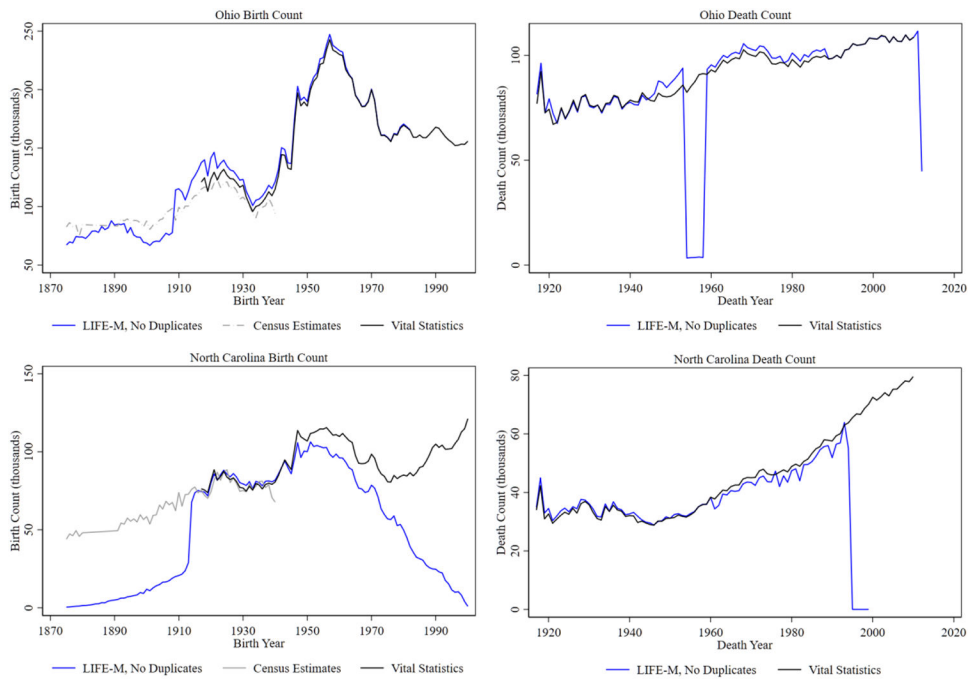 Ohio Birth Count
Birth Count (thousands)
250
200
150
100
50
1870 1890 1910 1930 1950 1970 1990
Birth Year
LIFE-M, No Duplicates Census Estimates Vital Statistics
Ohio Death Count
Death Count (thousands)
100
50
0
1920 1940 1960 1980 2000 2020
Death Year
LIFE-M, No Duplicates Vital Statistics
North Carolina Birth Count
Birth Count (thousands)
150
100
50
0
1870 1890 1910 1930 1950 1970 1990
Birth Year
LIFE-M, No Duplicates Census Estimates Vital Statistics
North Carolina Death Count
Death Count (thousands)
80
60
40
20
0
1920 1940 1960 1980 2000 2020
Death Year
LIFE-M, No Duplicates Vital Statistics